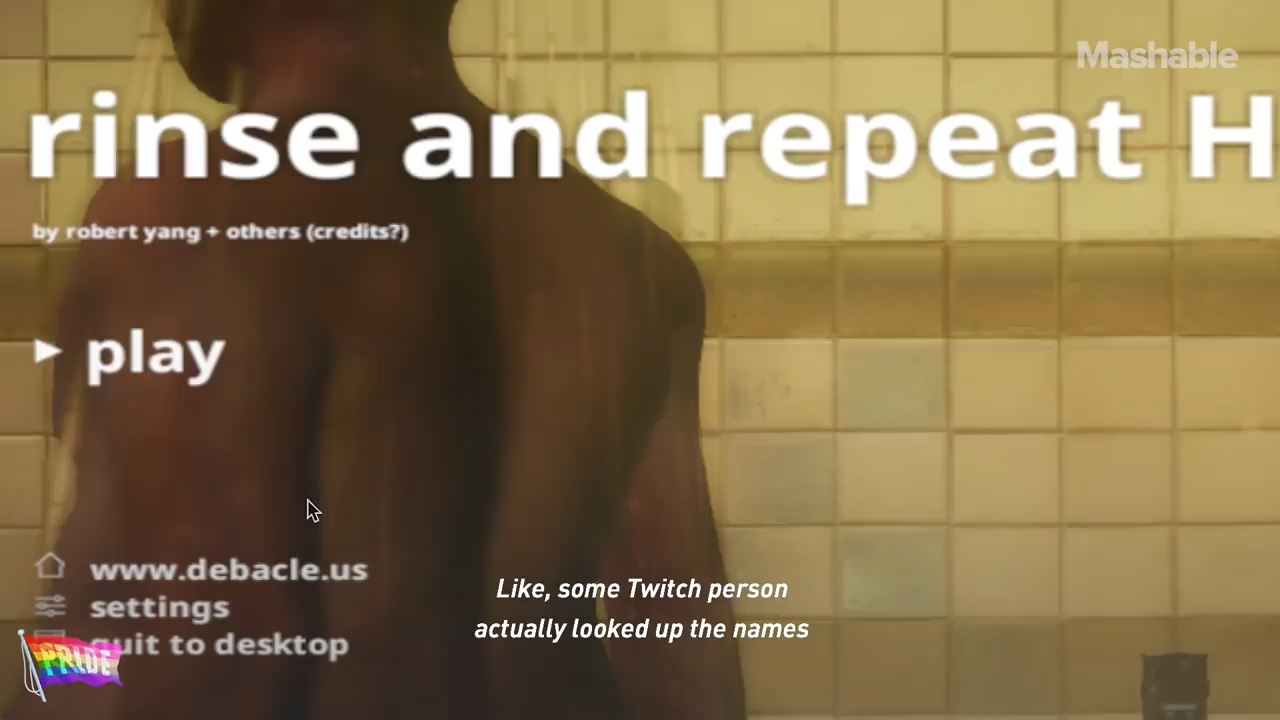 Mashable
rinse and repeat H
by robert yang + others (credits?)
play
www.debacle.us
settings
quit to desktop
PRIDE
Like, some Twitch person
actually looked up the names